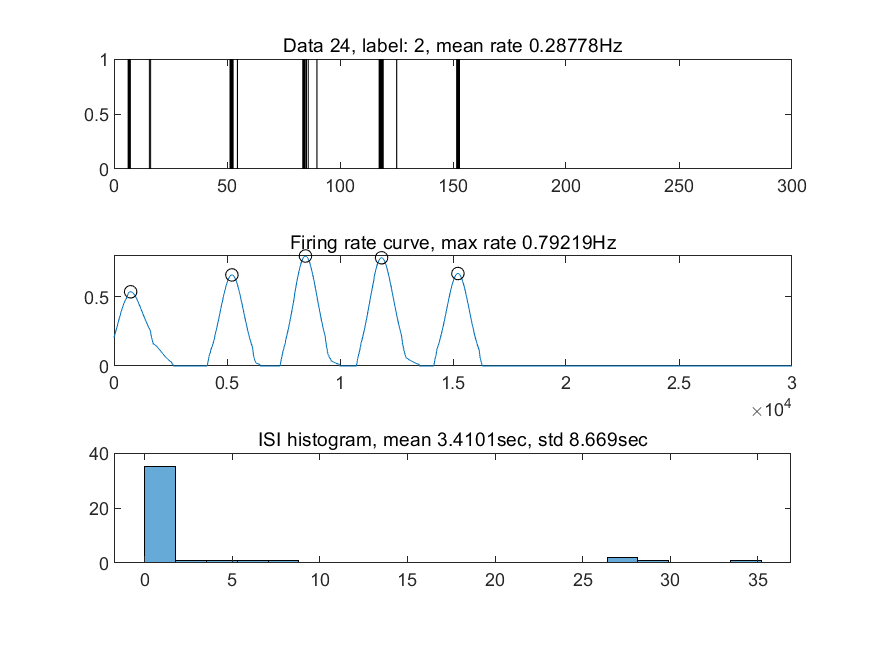 Data 24, label: 2, mean rate 0.28778Hz
1
0.5
0
0 50 100 150 200 250 300
Firing rate curve, max rate 0.79219Hz
0.5
0
0 0.5 1 1.5 2 2.5 3
×10⁴
ISI histogram, mean 3.4101sec, std 8.669sec
40
20
0
0 5 10 15 20 25 30 35